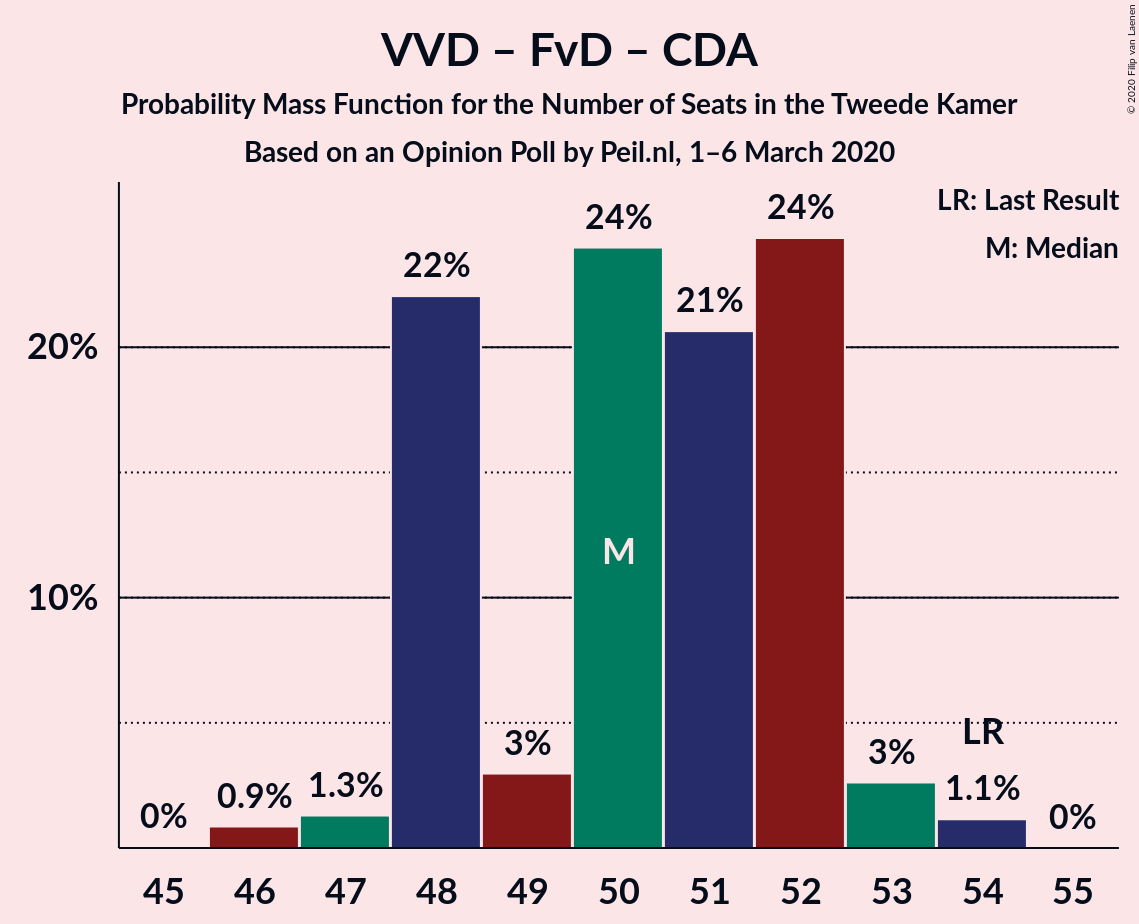 VVD – FvD – CDA
Probability Mass Function for the Number of Seats in the Tweede Kamer
Based on an Opinion Poll by Peil.nl, 1–6 March 2020
© 2020 Filip van Laenen
LR: Last Result
M: Median
20%
10%
0%
0.9%
1.3%
22%
3%
24%
M
21%
24%
3%
LR
1.1%
0%
45 46 47 48 49 50 51 52 53 54 55